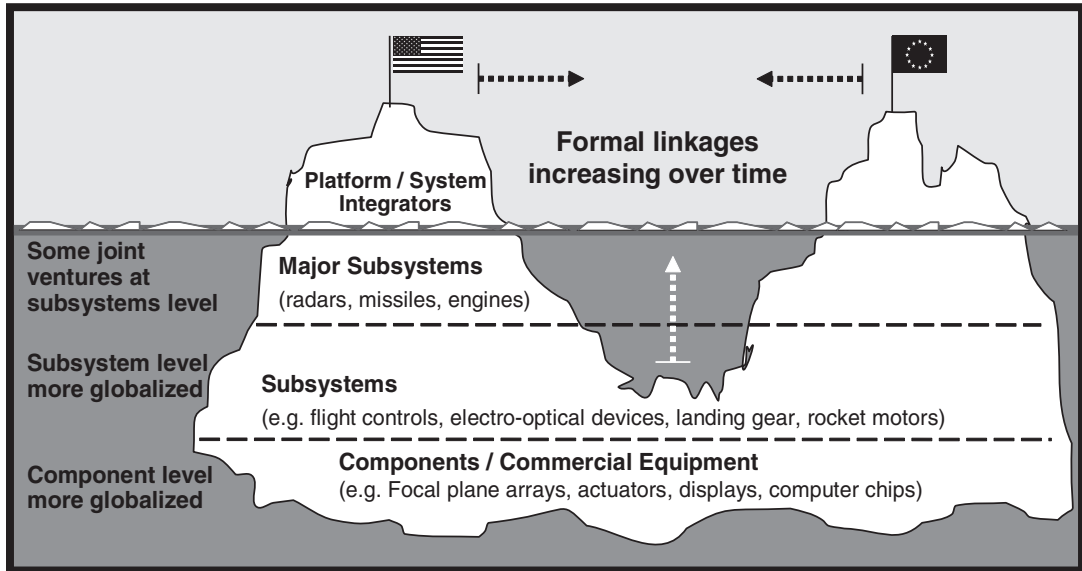 Formal linkages
increasing over time
Platform / System
Integrators
Some joint
ventures at
subsystems level
Major Subsystems
(radars, missiles, engines)
Subsystem level
more globalized
Subsystems
(e.g. flight controls, electro-optical devices, landing gear, rocket motors)
Component level
more globalized
Components / Commercial Equipment
(e.g. Focal plane arrays, actuators, displays, computer chips)